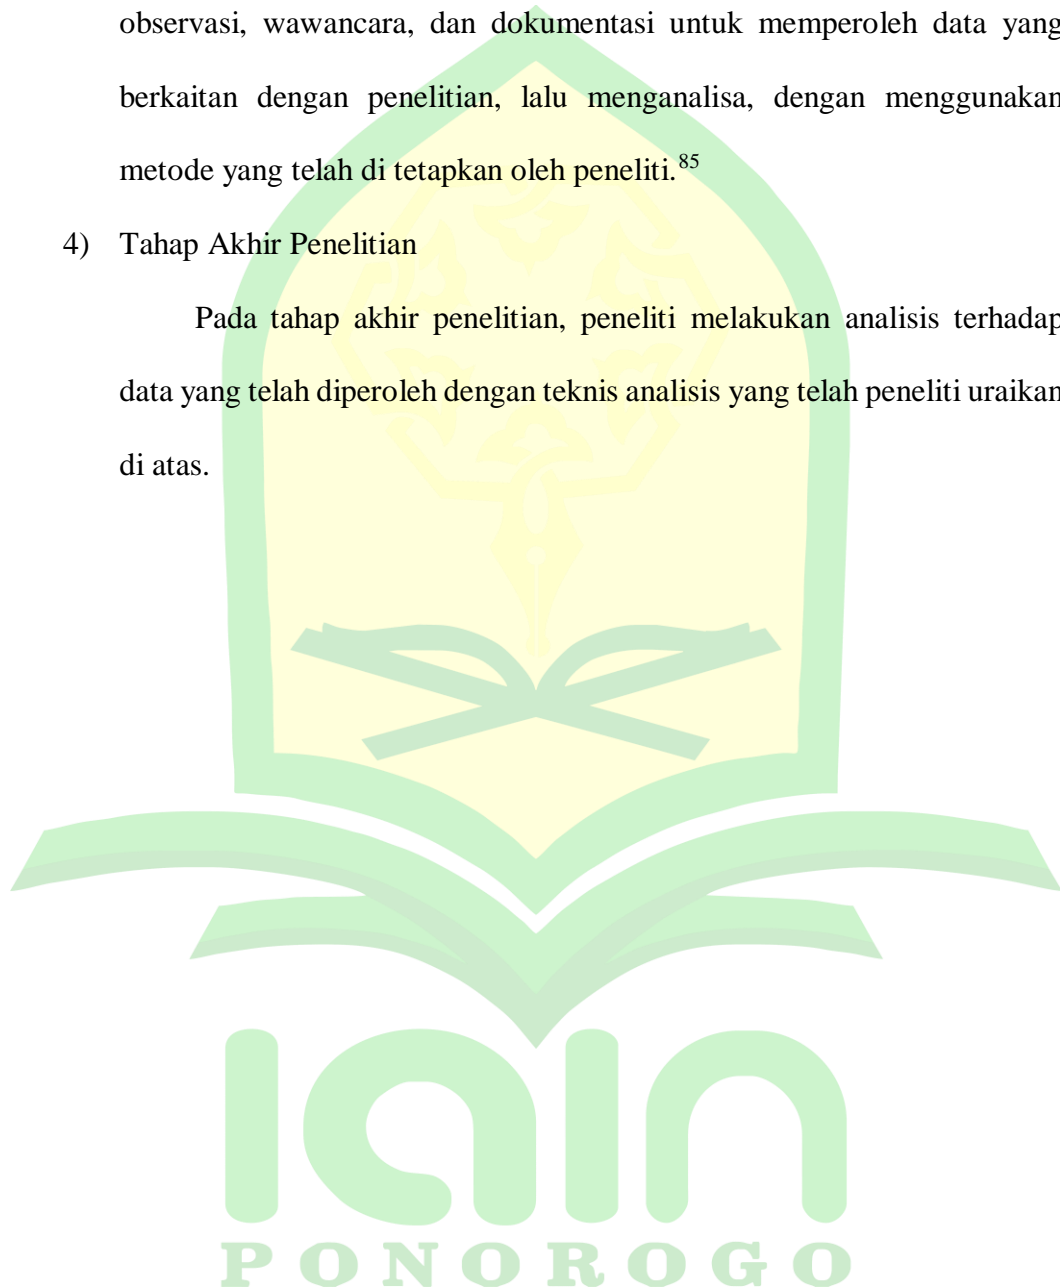 observasi, wawancara, dan dokumentasi untuk memperoleh data yang
berkaitan dengan penelitian, lalu menganalisa, dengan menggunakan
metode yang telah di tetapkan oleh peneliti.⁸⁵
4) Tahap Akhir Penelitian
Pada tahap akhir penelitian, peneliti melakukan analisis terhadap
data yang telah diperoleh dengan teknis analisis yang telah peneliti uraikan
di atas.
iain
PONOROGO